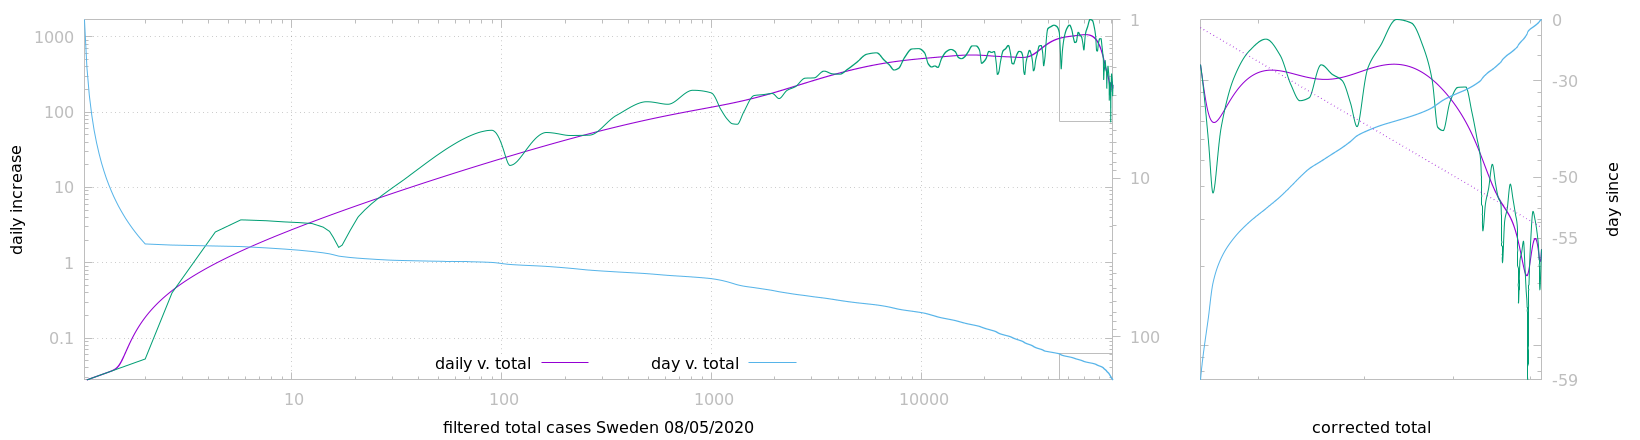 1000
100
10
1
0.1
daily increase
10
100
1000
10000
filtered total cases Sweden 08/05/2020
daily v. total
day v. total
1
10
100
0
-30
-50
-55
-59
day since
corrected total